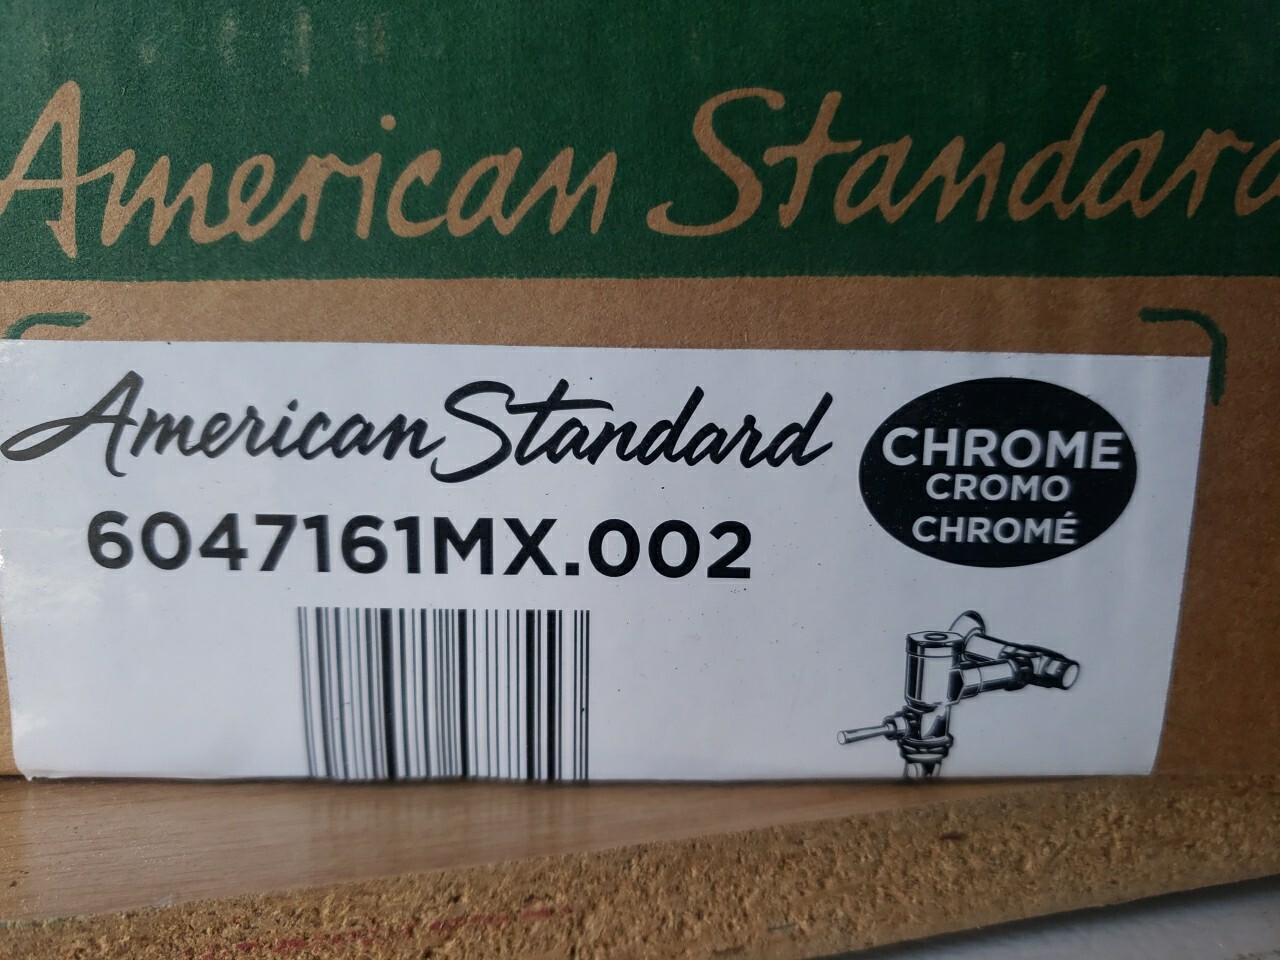 American Standard
American Standard
6047161MX.002
CHROME
CROMO
CHROMÉ